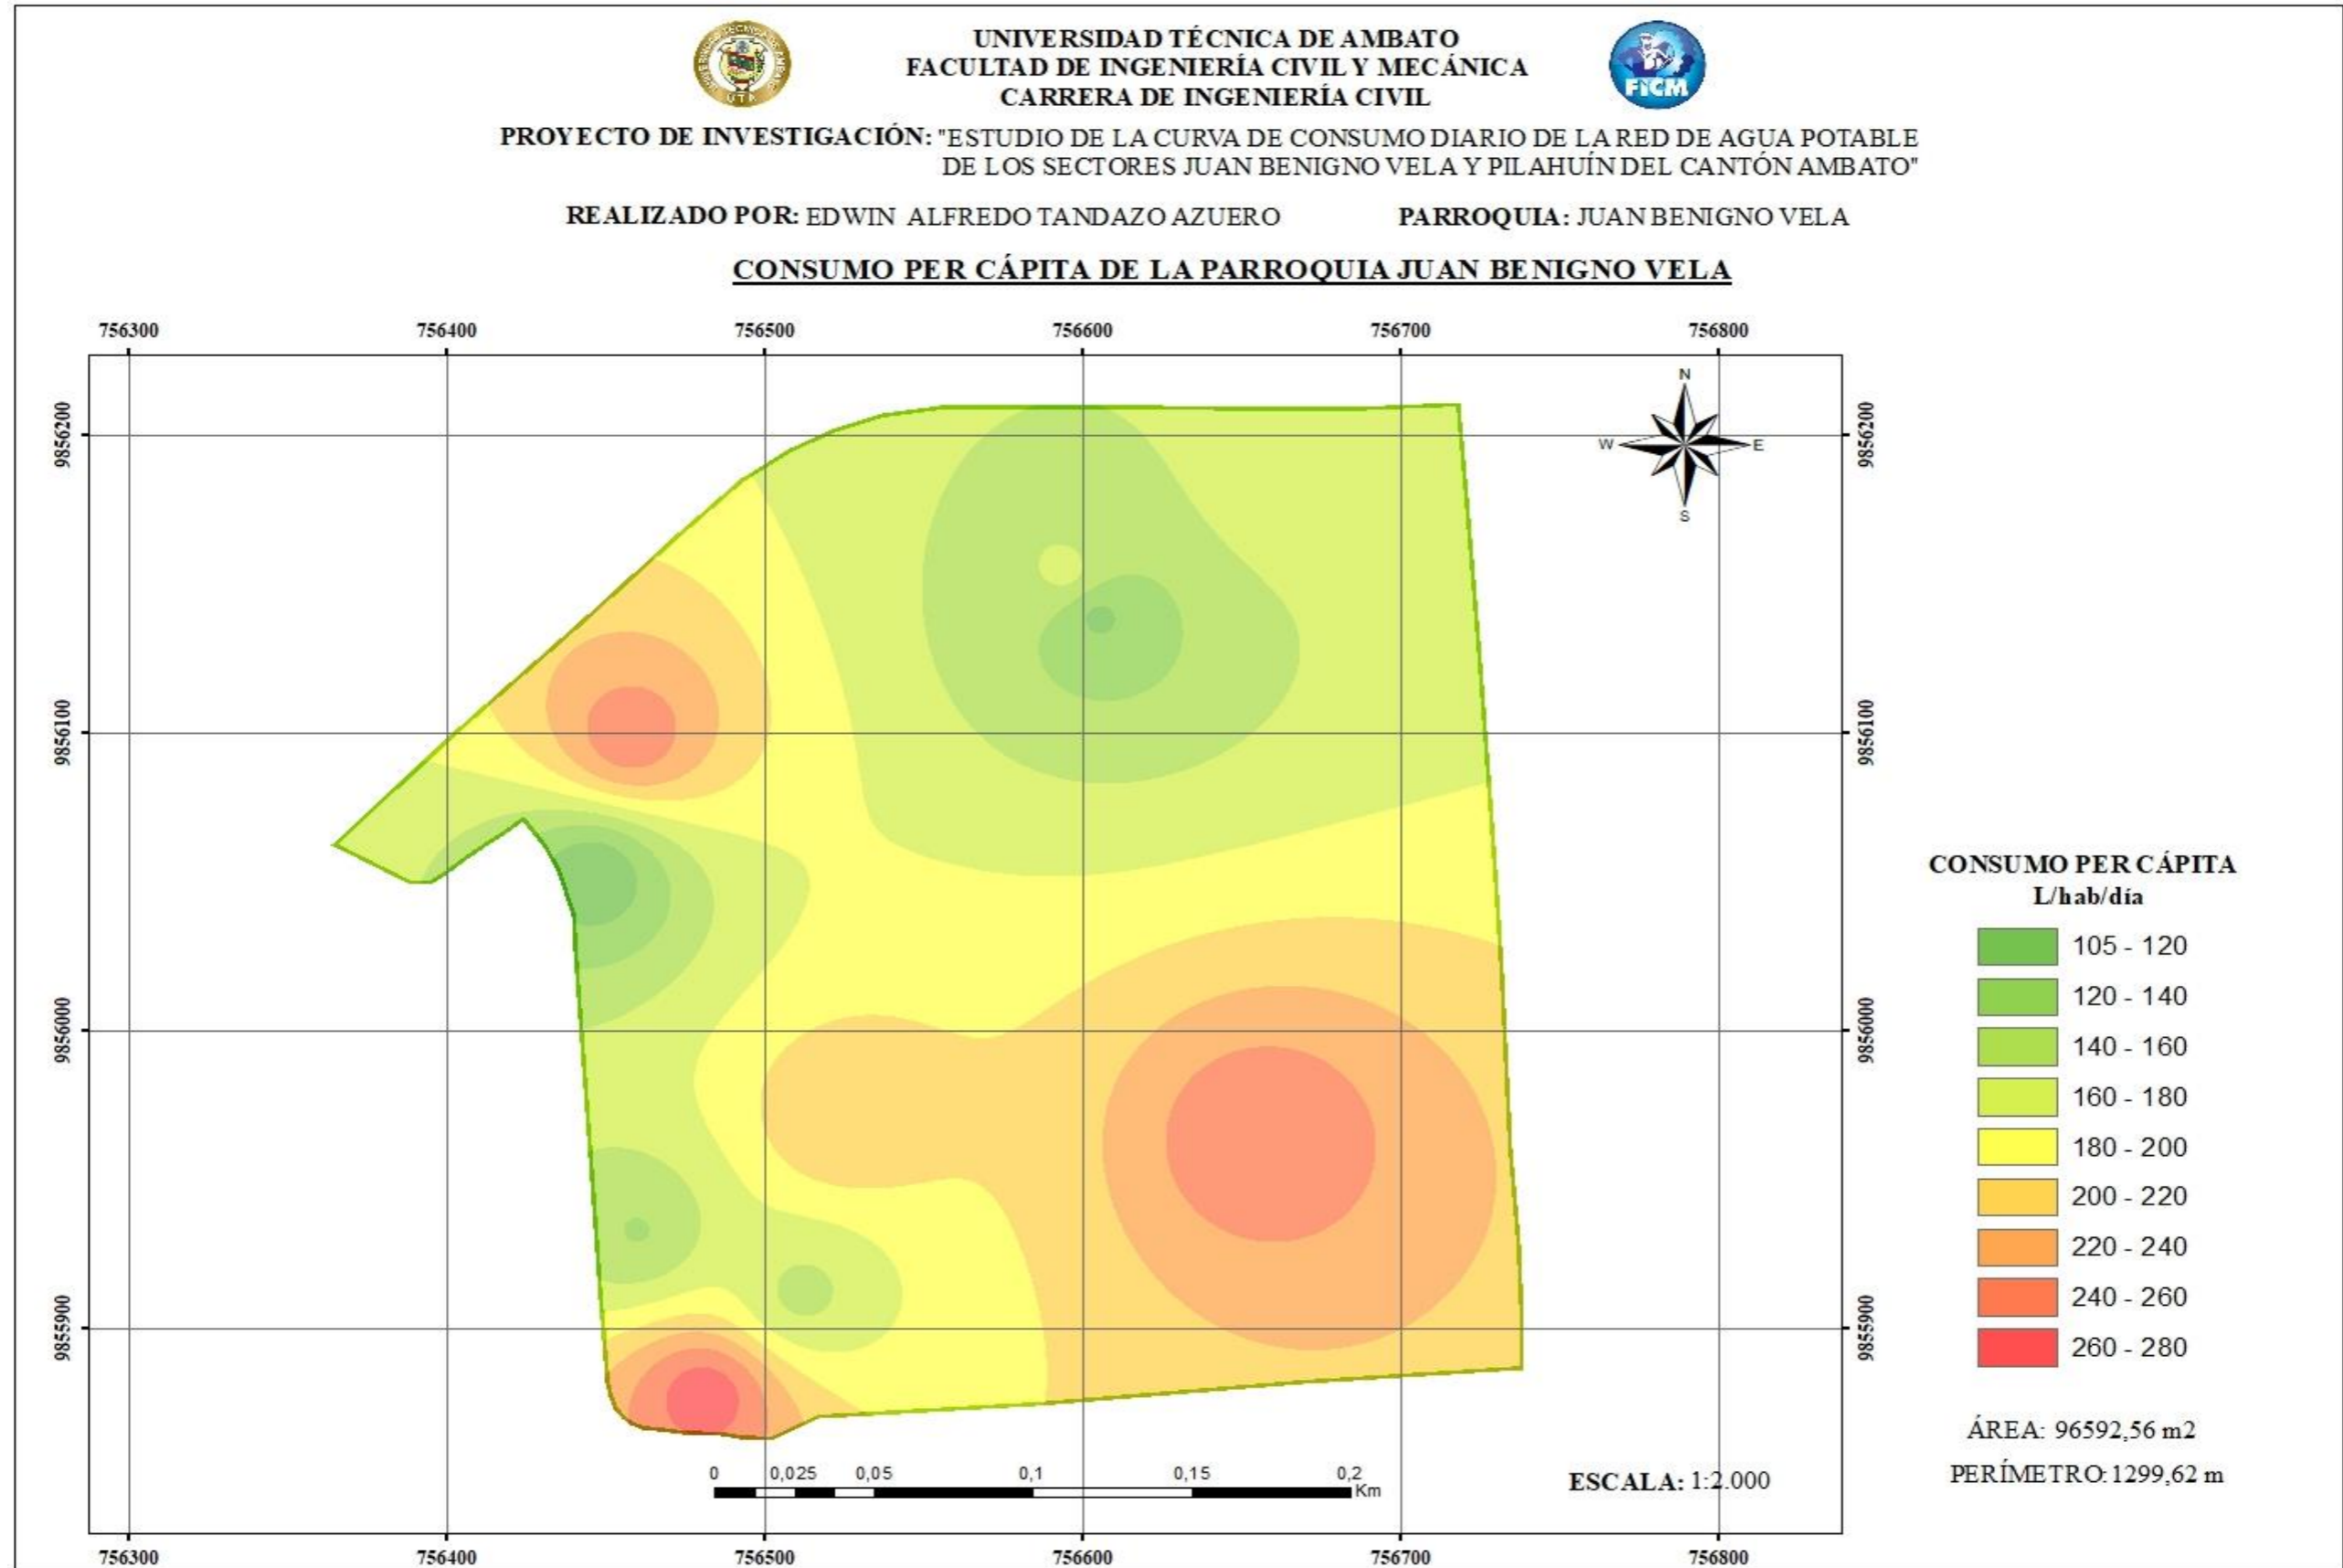 UNIVERSIDAD TÉCNICA DE AMBATO
FACULTAD DE INGENIERÍA CIVIL Y MECÁNICA
CARRERA DE INGENIERÍA CIVIL
UTA
FICM
PROYECTO DE INVESTIGACIÓN: "ESTUDIO DE LA CURVA DE CONSUMO DIARIO DE LA RED DE AGUA POTABLE
DE LOS SECTORES JUAN BENIGNO VELA Y PILAHUÍN DEL CANTÓN AMBATO"
REALIZADO POR: EDWIN ALFREDO TANDAZO AZUERO PARROQUIA: JUAN BENIGNO VELA
CONSUMO PER CÁPITA DE LA PARROQUIA JUAN BENIGNO VELA
756300 756400 756500 756600 756700 756800
N
W E
S
9856200 9856200
9856100 9856100
9856000 9856000
9855900 9855900
CONSUMO PER CÁPITA
L/hab/día
105 - 120
120 - 140
140 - 160
160 - 180
180 - 200
200 - 220
220 - 240
240 - 260
260 - 280
ÁREA: 96592,56 m2
PERÍMETRO: 1299,62 m
0 0,025 0,05 0,1 0,15 0,2
Km
ESCALA: 1:2.000
756300 756400 756500 756600 756700 756800